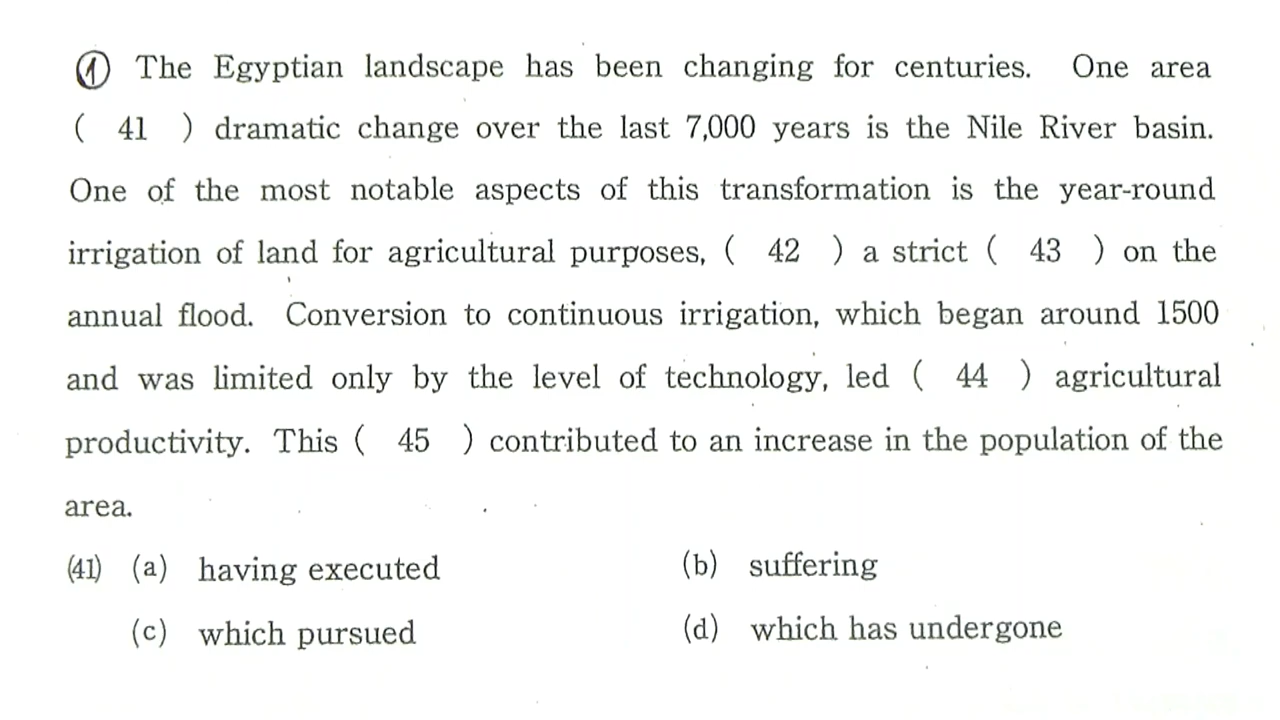 ① The Egyptian landscape has been changing for centuries. One area
( 41 ) dramatic change over the last 7,000 years is the Nile River basin.
One of the most notable aspects of this transformation is the year-round
irrigation of land for agricultural purposes, ( 42 ) a strict ( 43 ) on the
annual flood. Conversion to continuous irrigation, which began around 1500
and was limited only by the level of technology, led ( 44 ) agricultural
productivity. This ( 45 ) contributed to an increase in the population of the
area.
(41) (a) having executed (b) suffering
(c) which pursued (d) which has undergone